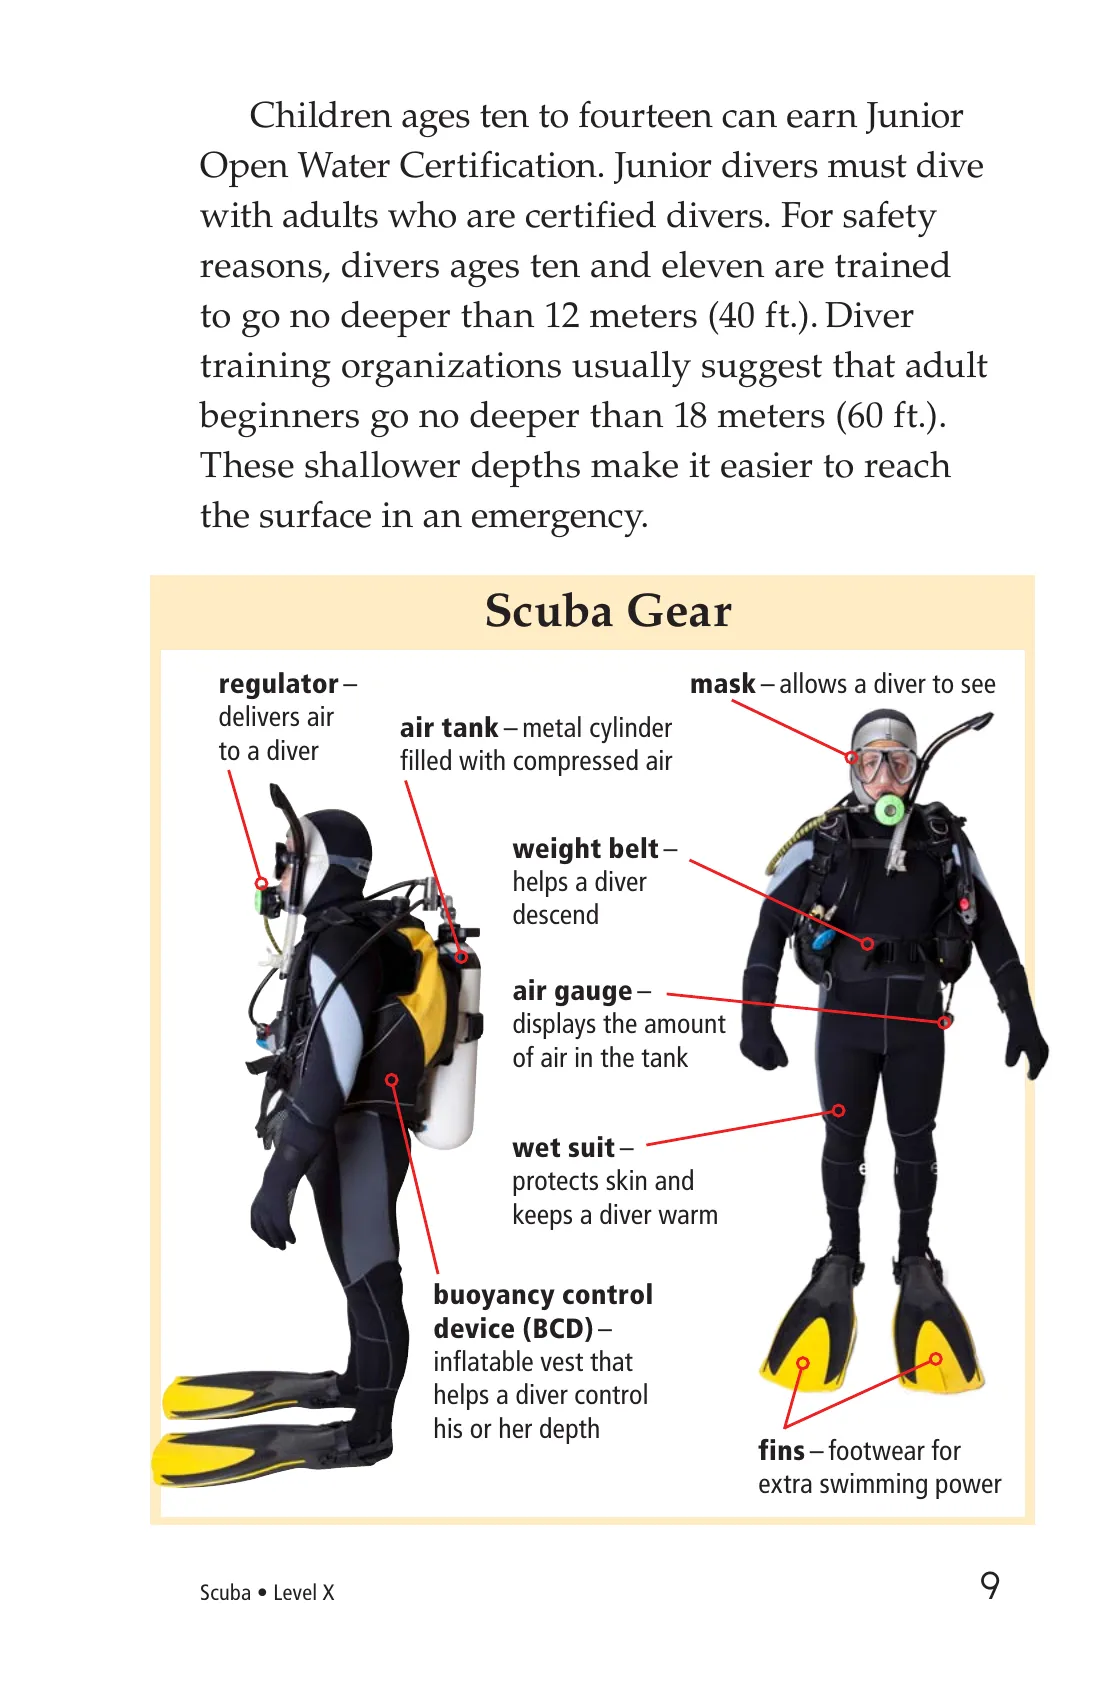 Children ages ten to fourteen can earn Junior
Open Water Certification. Junior divers must dive
with adults who are certified divers. For safety
reasons, divers ages ten and eleven are trained
to go no deeper than 12 meters (40 ft.). Diver
training organizations usually suggest that adult
beginners go no deeper than 18 meters (60 ft.).
These shallower depths make it easier to reach
the surface in an emergency.
Scuba Gear
regulator –
delivers air
to a diver
air tank – metal cylinder
filled with compressed air
mask – allows a diver to see
weight belt –
helps a diver
descend
air gauge –
displays the amount
of air in the tank
wet suit –
protects skin and
keeps a diver warm
buoyancy control
device (BCD) –
inflatable vest that
helps a diver control
his or her depth
fins – footwear for
extra swimming power
Scuba • Level X
9